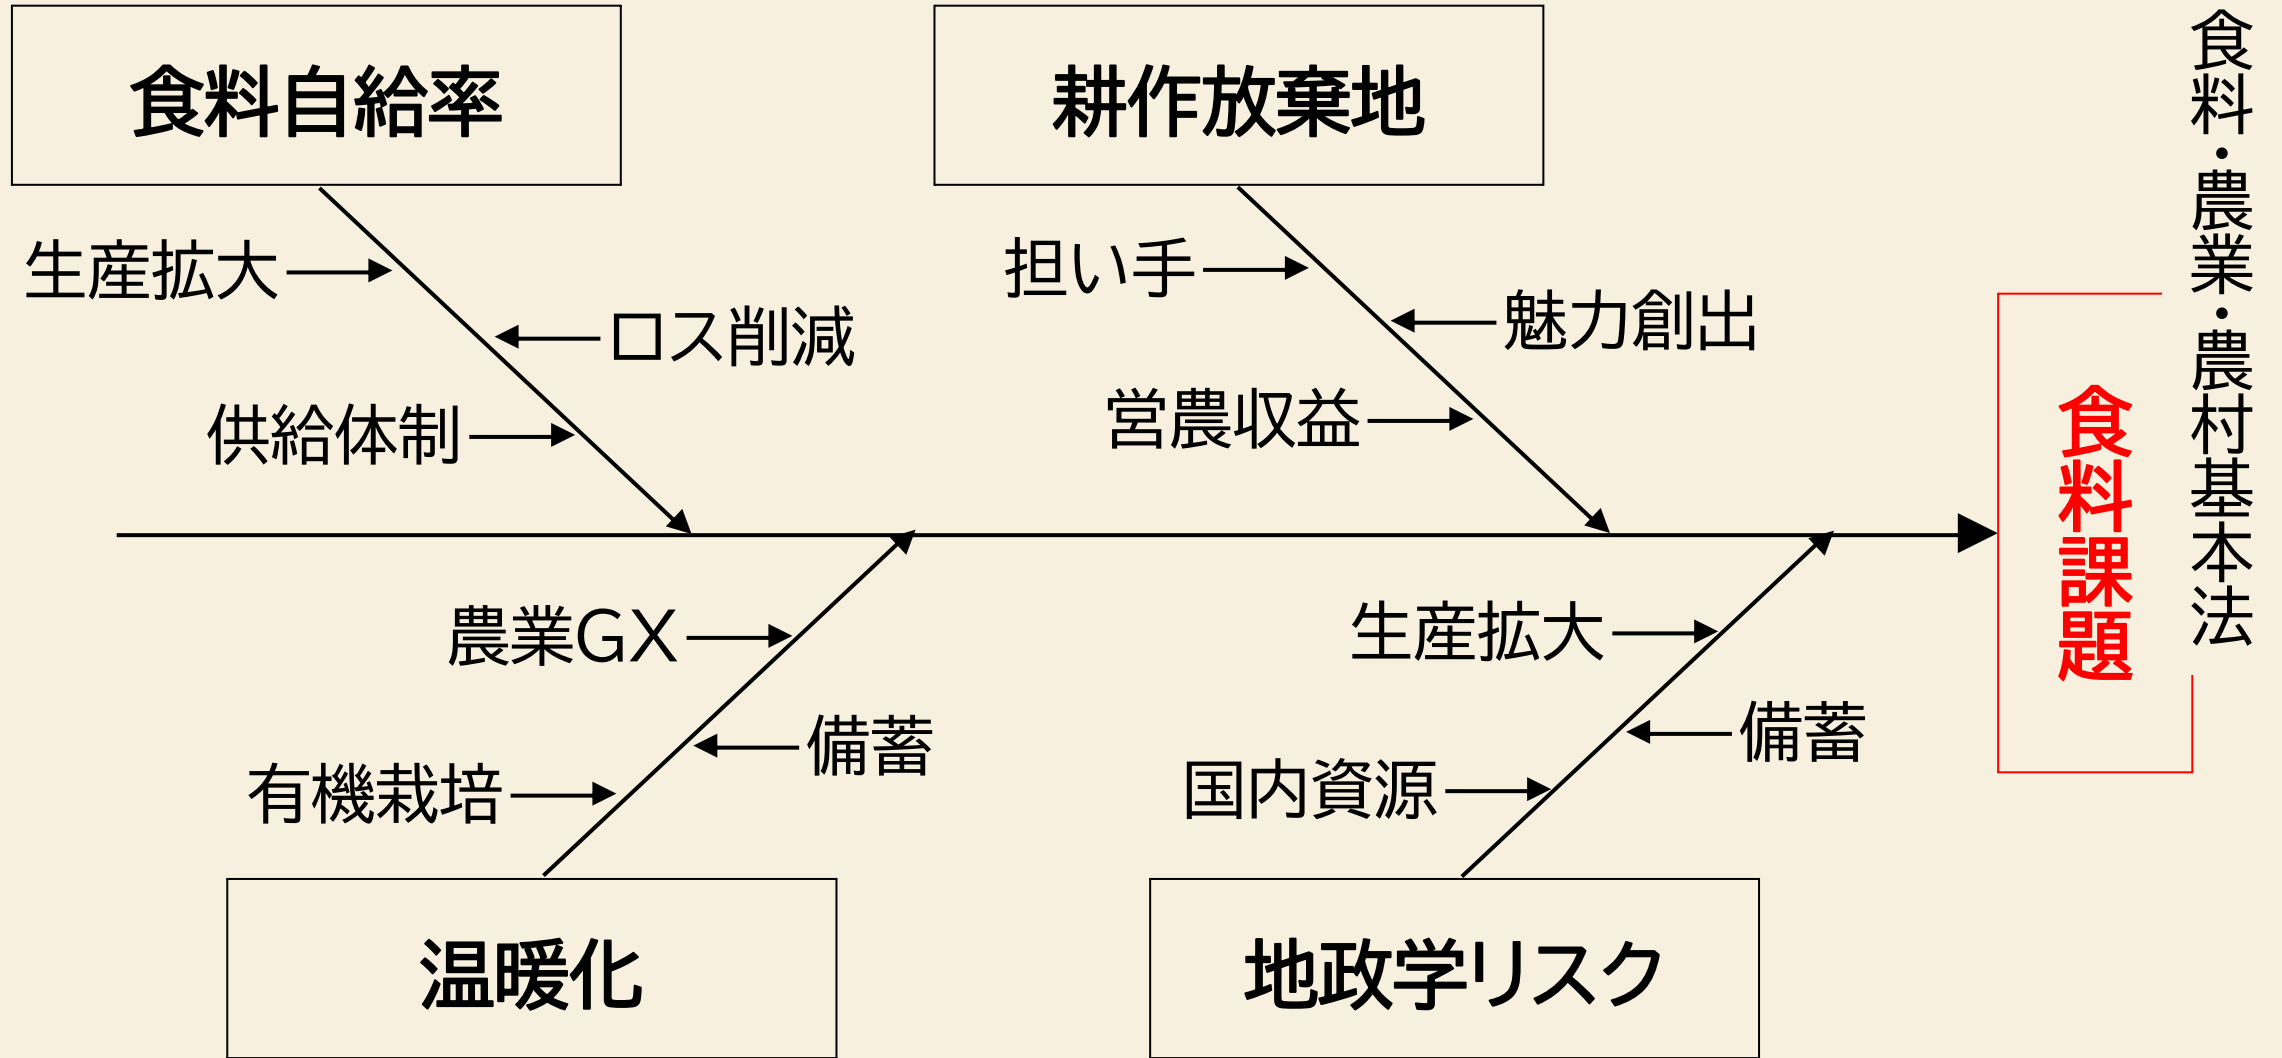 食料自給率
耕作放棄地
生産拡大
ロス削減
供給体制
担い手
魅力創出
営農収益
農業GX
備蓄
有機栽培
生産拡大
備蓄
国内資源
温暖化
地政学リスク
食料課題
食料・農業・農村基本法